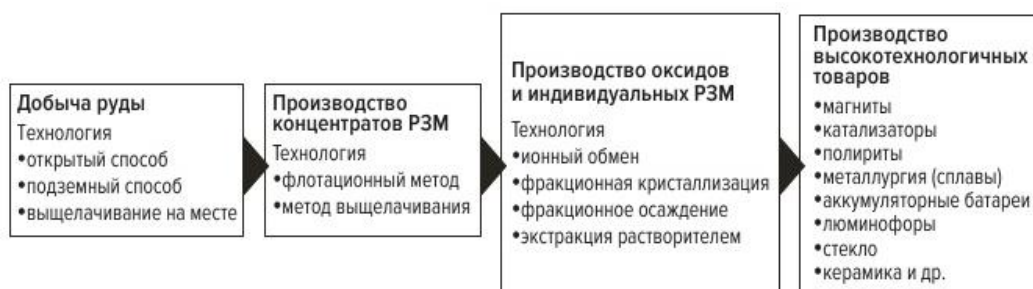 Добыча руды
Технология
•открытый способ
•подземный способ
•выщелачивание на месте
Производство
концентратов РЗМ
Технология
•флотационный метод
•метод выщелачивания
Производство оксидов
и индивидуальных РЗМ
Технология
•ионный обмен
•фракционная кристаллизация
•фракционное осаждение
•экстракция растворителем
Производство
высокотехнологичных
товаров
•магниты
•катализаторы
•полириты
•металлургия (сплавы)
•аккумуляторные батареи
•люминофоры
•стекло
•керамика и др.